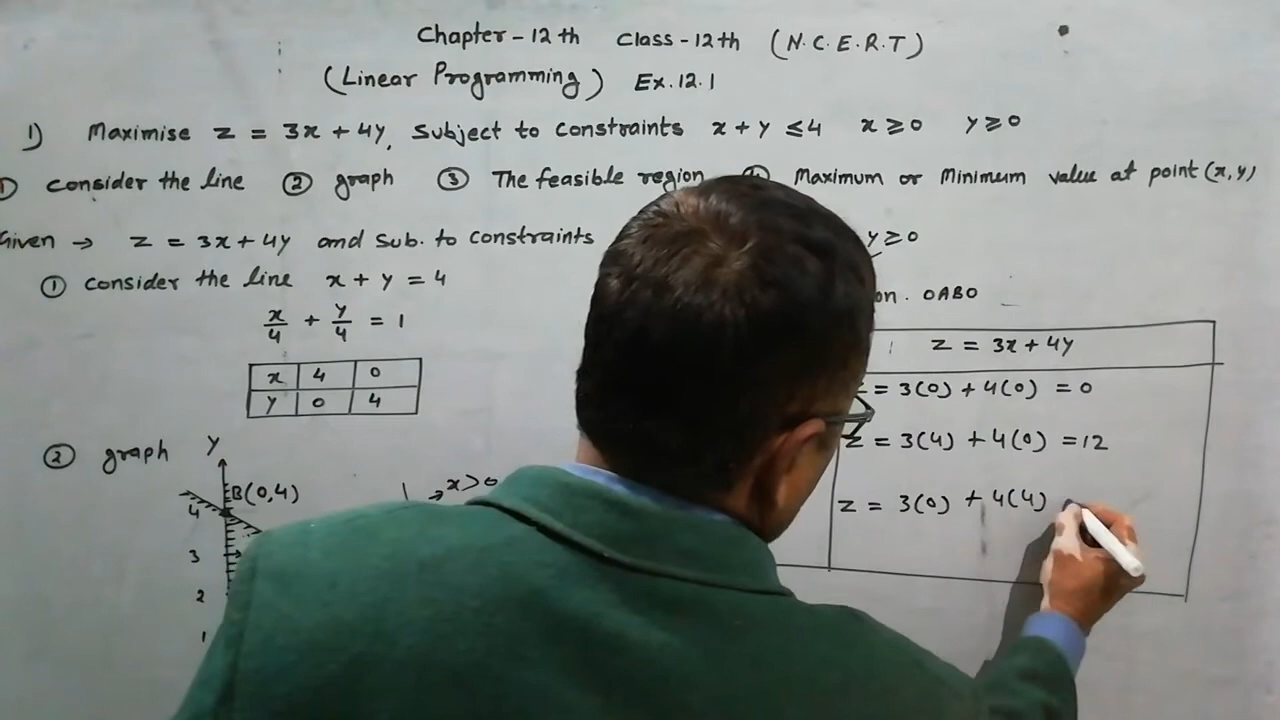 Chapter-12th Class-12th (N.C.E.R.T)
(Linear Programming) Ex.12.1
1) Maximise z = 3x + 4y, Subject to constraints x + y ≤ 4 x ≥ 0 y ≥ 0
① consider the line ② graph ③ The feasible region ④ Maximum or Minimum value at point (x, y)
Given → z = 3x + 4y and Sub. to constraints y ≥ 0
① consider the line x + y = 4
x/4 + y/4 = 1
x 4 0
y 0 4
② graph
Y
B(0,4)
x>0
4
3
2
1
on. OABO
z = 3x + 4y
z = 3(0) + 4(0) = 0
z = 3(4) + 4(0) = 12
z = 3(0) + 4(4)